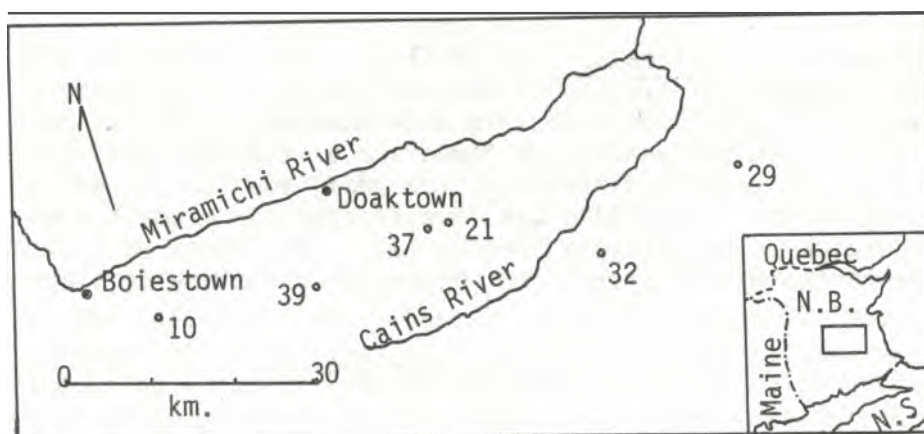 N
Miramichi River
Doaktown
29
37
21
Quebec
32
Boiestown
39
Cains River
N.B.
10
Maine
0
30
km.
N.S